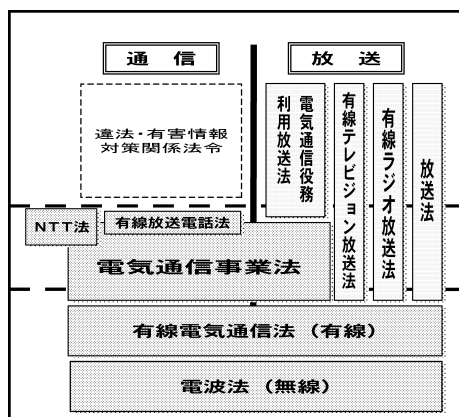 通信
放送
違法・有害情報
対策関係法令
電気通信役務
利用放送法
有線テレビジョン放送法
有線ラジオ放送法
放送法
NTT法
有線放送電話法
電気通信事業法
有線電気通信法（有線）
電波法（無線）